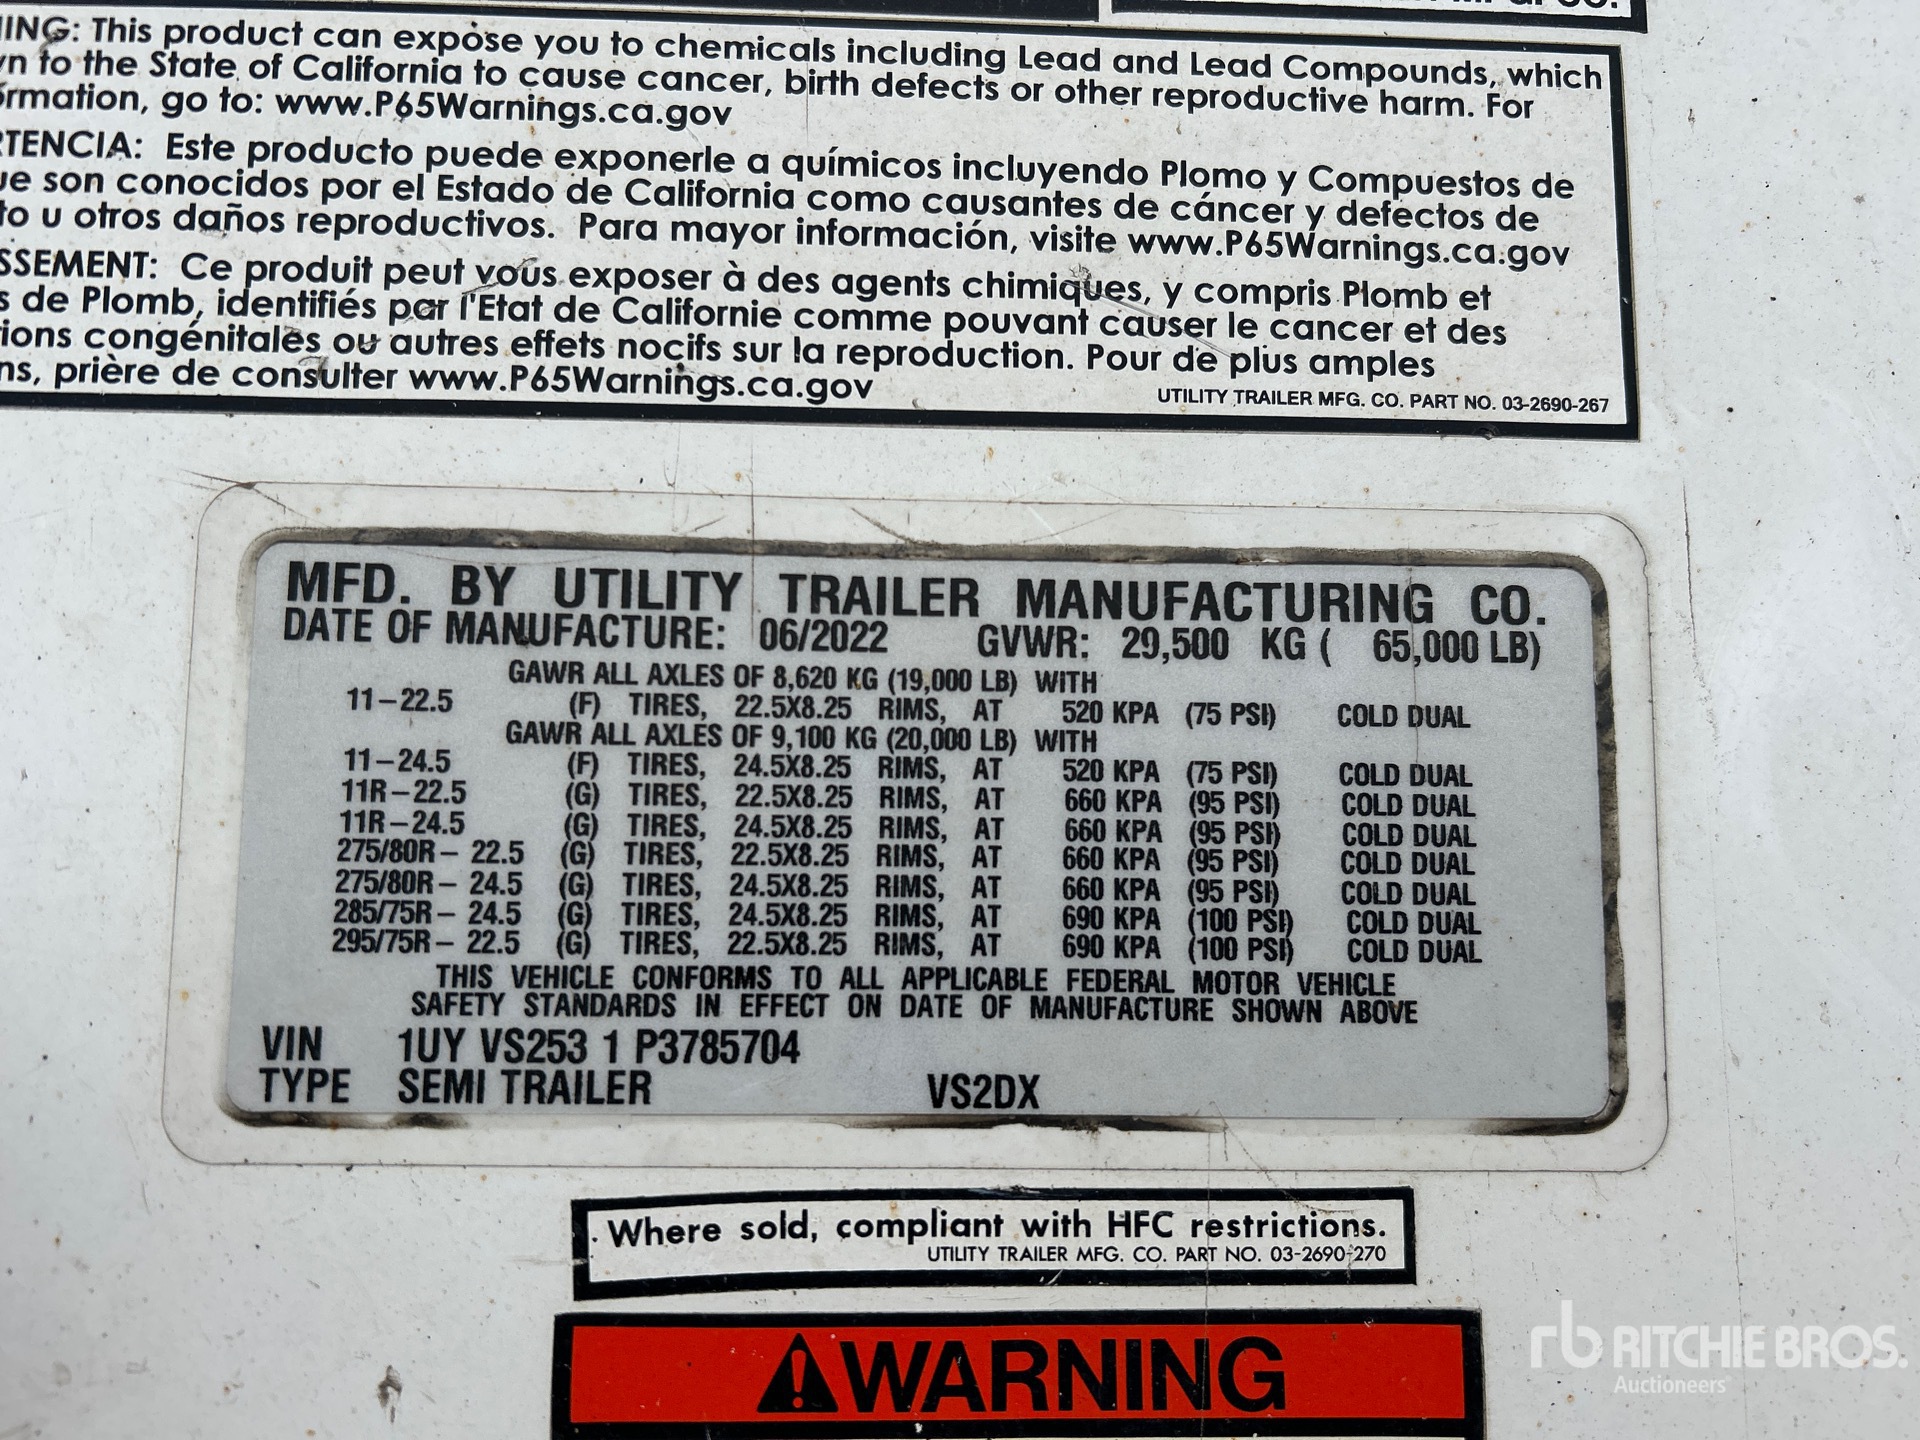 ING: This product can expose you to chemicals including Lead and Lead Compounds, which
n to the State of California to cause cancer, birth defects or other reproductive harm. For
rmation, go to: www.P65Warnings.ca.gov
TENCIA: Este producto puede exponerle a químicos incluyendo Plomo y Compuestos de
ue son conocidos por el Estado de California como causantes de cáncer y defectos de
to u otros daños reproductivos. Para mayor información, visite www.P65Warnings.ca.gov
SSEMENT: Ce produit peut vous exposer à des agents chimiques, y compris Plomb et
s de Plomb, identifiés par l'Etat de Californie comme pouvant causer le cancer et des
ions congénitales ou autres effets nocifs sur la reproduction. Pour de plus amples
ns, prière de consulter www.P65Warnings.ca.gov
UTILITY TRAILER MFG. CO. PART NO. 03-2690-267
MFD. BY UTILITY TRAILER MANUFACTURING CO.
DATE OF MANUFACTURE: 06/2022 GVWR: 29,500 KG ( 65,000 LB)
GAWR ALL AXLES OF 8,620 KG (19,000 LB) WITH
11-22.5 (F) TIRES, 22.5X8.25 RIMS, AT 520 KPA (75 PSI) COLD DUAL
GAWR ALL AXLES OF 9,100 KG (20,000 LB) WITH
11-24.5 (F) TIRES, 24.5X8.25 RIMS, AT 520 KPA (75 PSI) COLD DUAL
11R-22.5 (G) TIRES, 22.5X8.25 RIMS, AT 660 KPA (95 PSI) COLD DUAL
11R-24.5 (G) TIRES, 24.5X8.25 RIMS, AT 660 KPA (95 PSI) COLD DUAL
275/80R- 22.5 (G) TIRES, 22.5X8.25 RIMS, AT 660 KPA (95 PSI) COLD DUAL
275/80R- 24.5 (G) TIRES, 24.5X8.25 RIMS, AT 660 KPA (95 PSI) COLD DUAL
285/75R- 24.5 (G) TIRES, 24.5X8.25 RIMS, AT 690 KPA (100 PSI) COLD DUAL
295/75R- 22.5 (G) TIRES, 22.5X8.25 RIMS, AT 690 KPA (100 PSI) COLD DUAL
THIS VEHICLE CONFORMS TO ALL APPLICABLE FEDERAL MOTOR VEHICLE
SAFETY STANDARDS IN EFFECT ON DATE OF MANUFACTURE SHOWN ABOVE
VIN 1UY VS253 1 P3785704
TYPE SEMI TRAILER VS2DX
Where sold, compliant with HFC restrictions.
UTILITY TRAILER MFG. CO. PART NO. 03-2690-270
WARNING
rb RITCHIE BROS.
Auctioneers